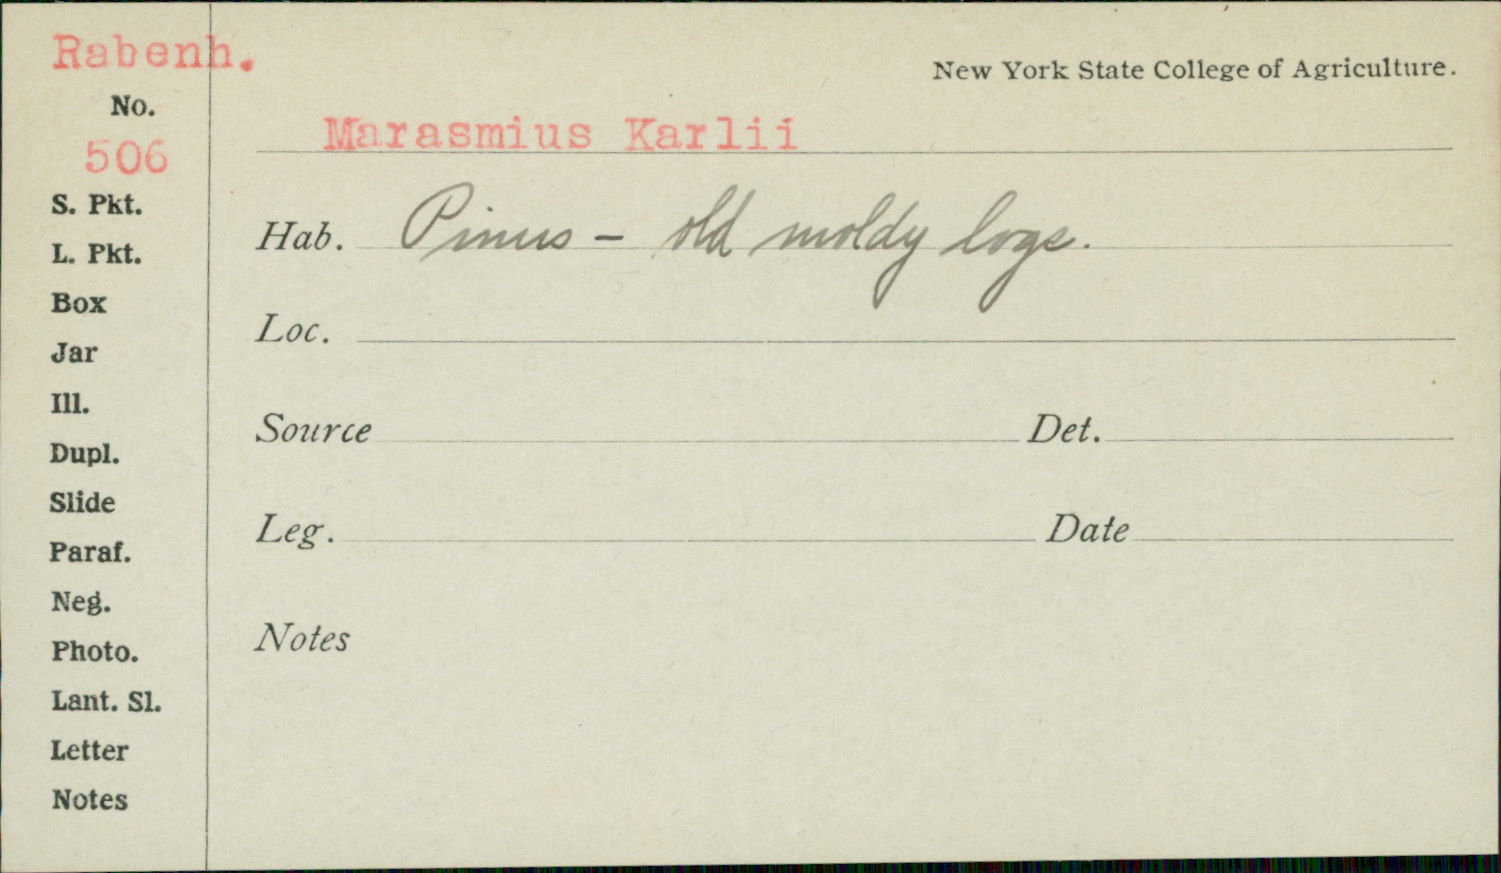 Rabenh.
New York State College of Agriculture.
No.
506
Marasmius Karlii
S. Pkt.
Hab. Pinus – old moldy logs.
L. Pkt.
Box
Loc.
Jar
Ill.
Source
Det.
Dupl.
Slide
Leg.
Date
Paraf.
Neg.
Notes
Photo.
Lant. Sl.
Letter
Notes